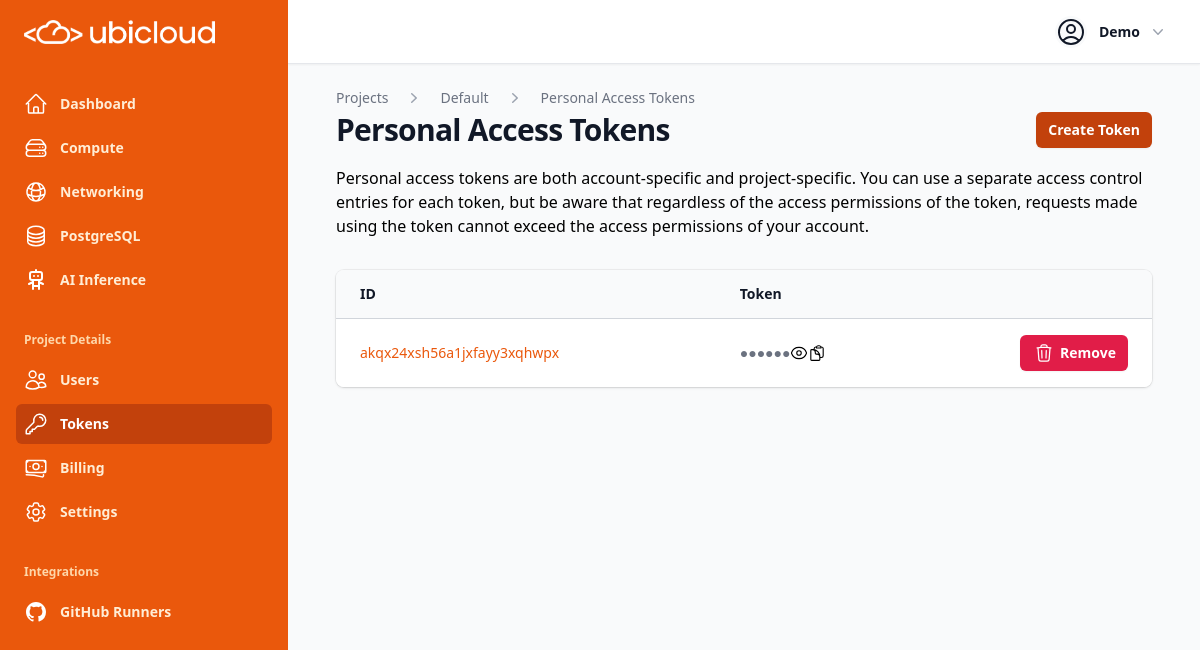 ubicloud
Demo
Dashboard
Compute
Networking
PostgreSQL
AI Inference
Project Details
Users
Tokens
Billing
Settings
Integrations
GitHub Runners
Projects > Default > Personal Access Tokens
Personal Access Tokens
Create Token
Personal access tokens are both account-specific and project-specific. You can use a separate access control
entries for each token, but be aware that regardless of the access permissions of the token, requests made
using the token cannot exceed the access permissions of your account.
ID Token
akqx24xsh56a1jxfayy3xqhwpx ●●●●●● Remove